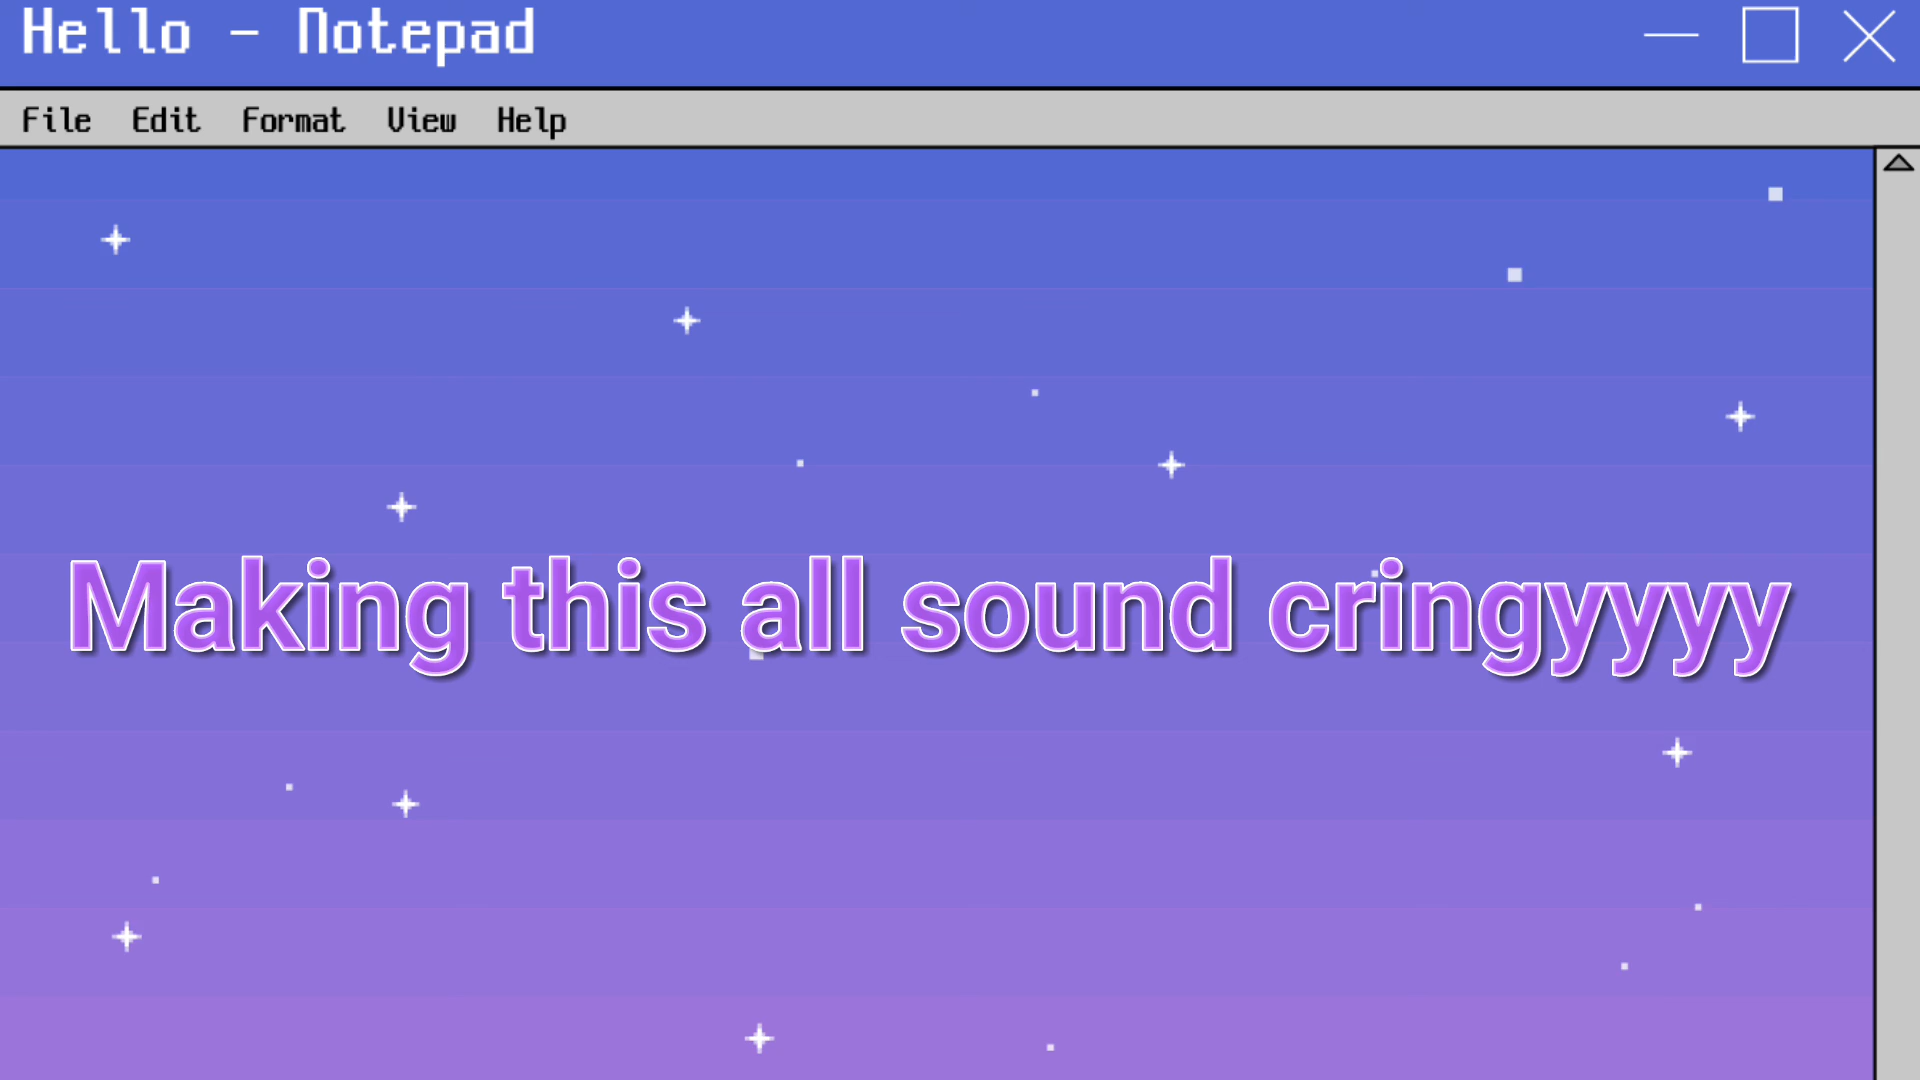 Hello - Notepad
File Edit Format View Help
Making this all sound cringyyyy